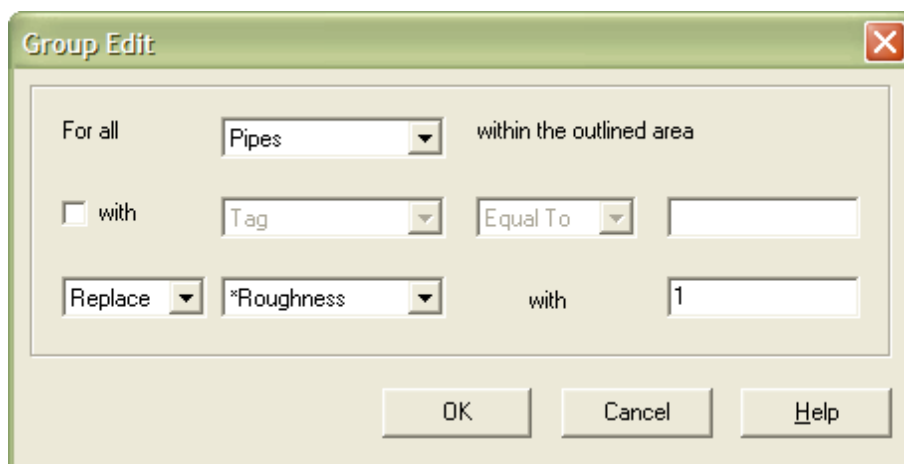 Group Edit
For all Pipes within the outlined area
with Tag Equal To
Replace *Roughness with 1
OK Cancel Help